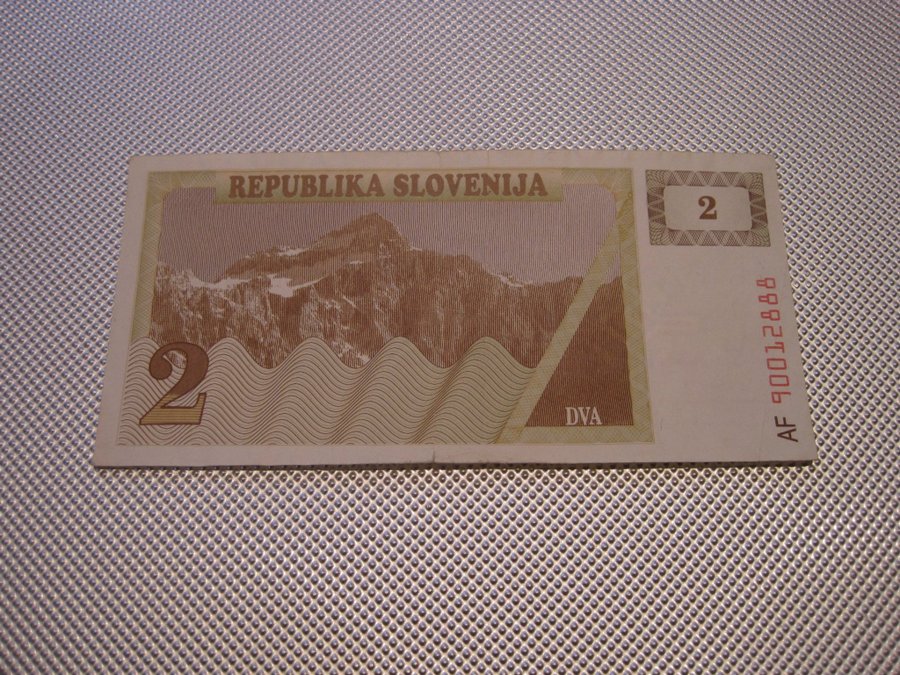 REPUBLIKA SLOVENIJA
2
2
DVA
AF 90012888